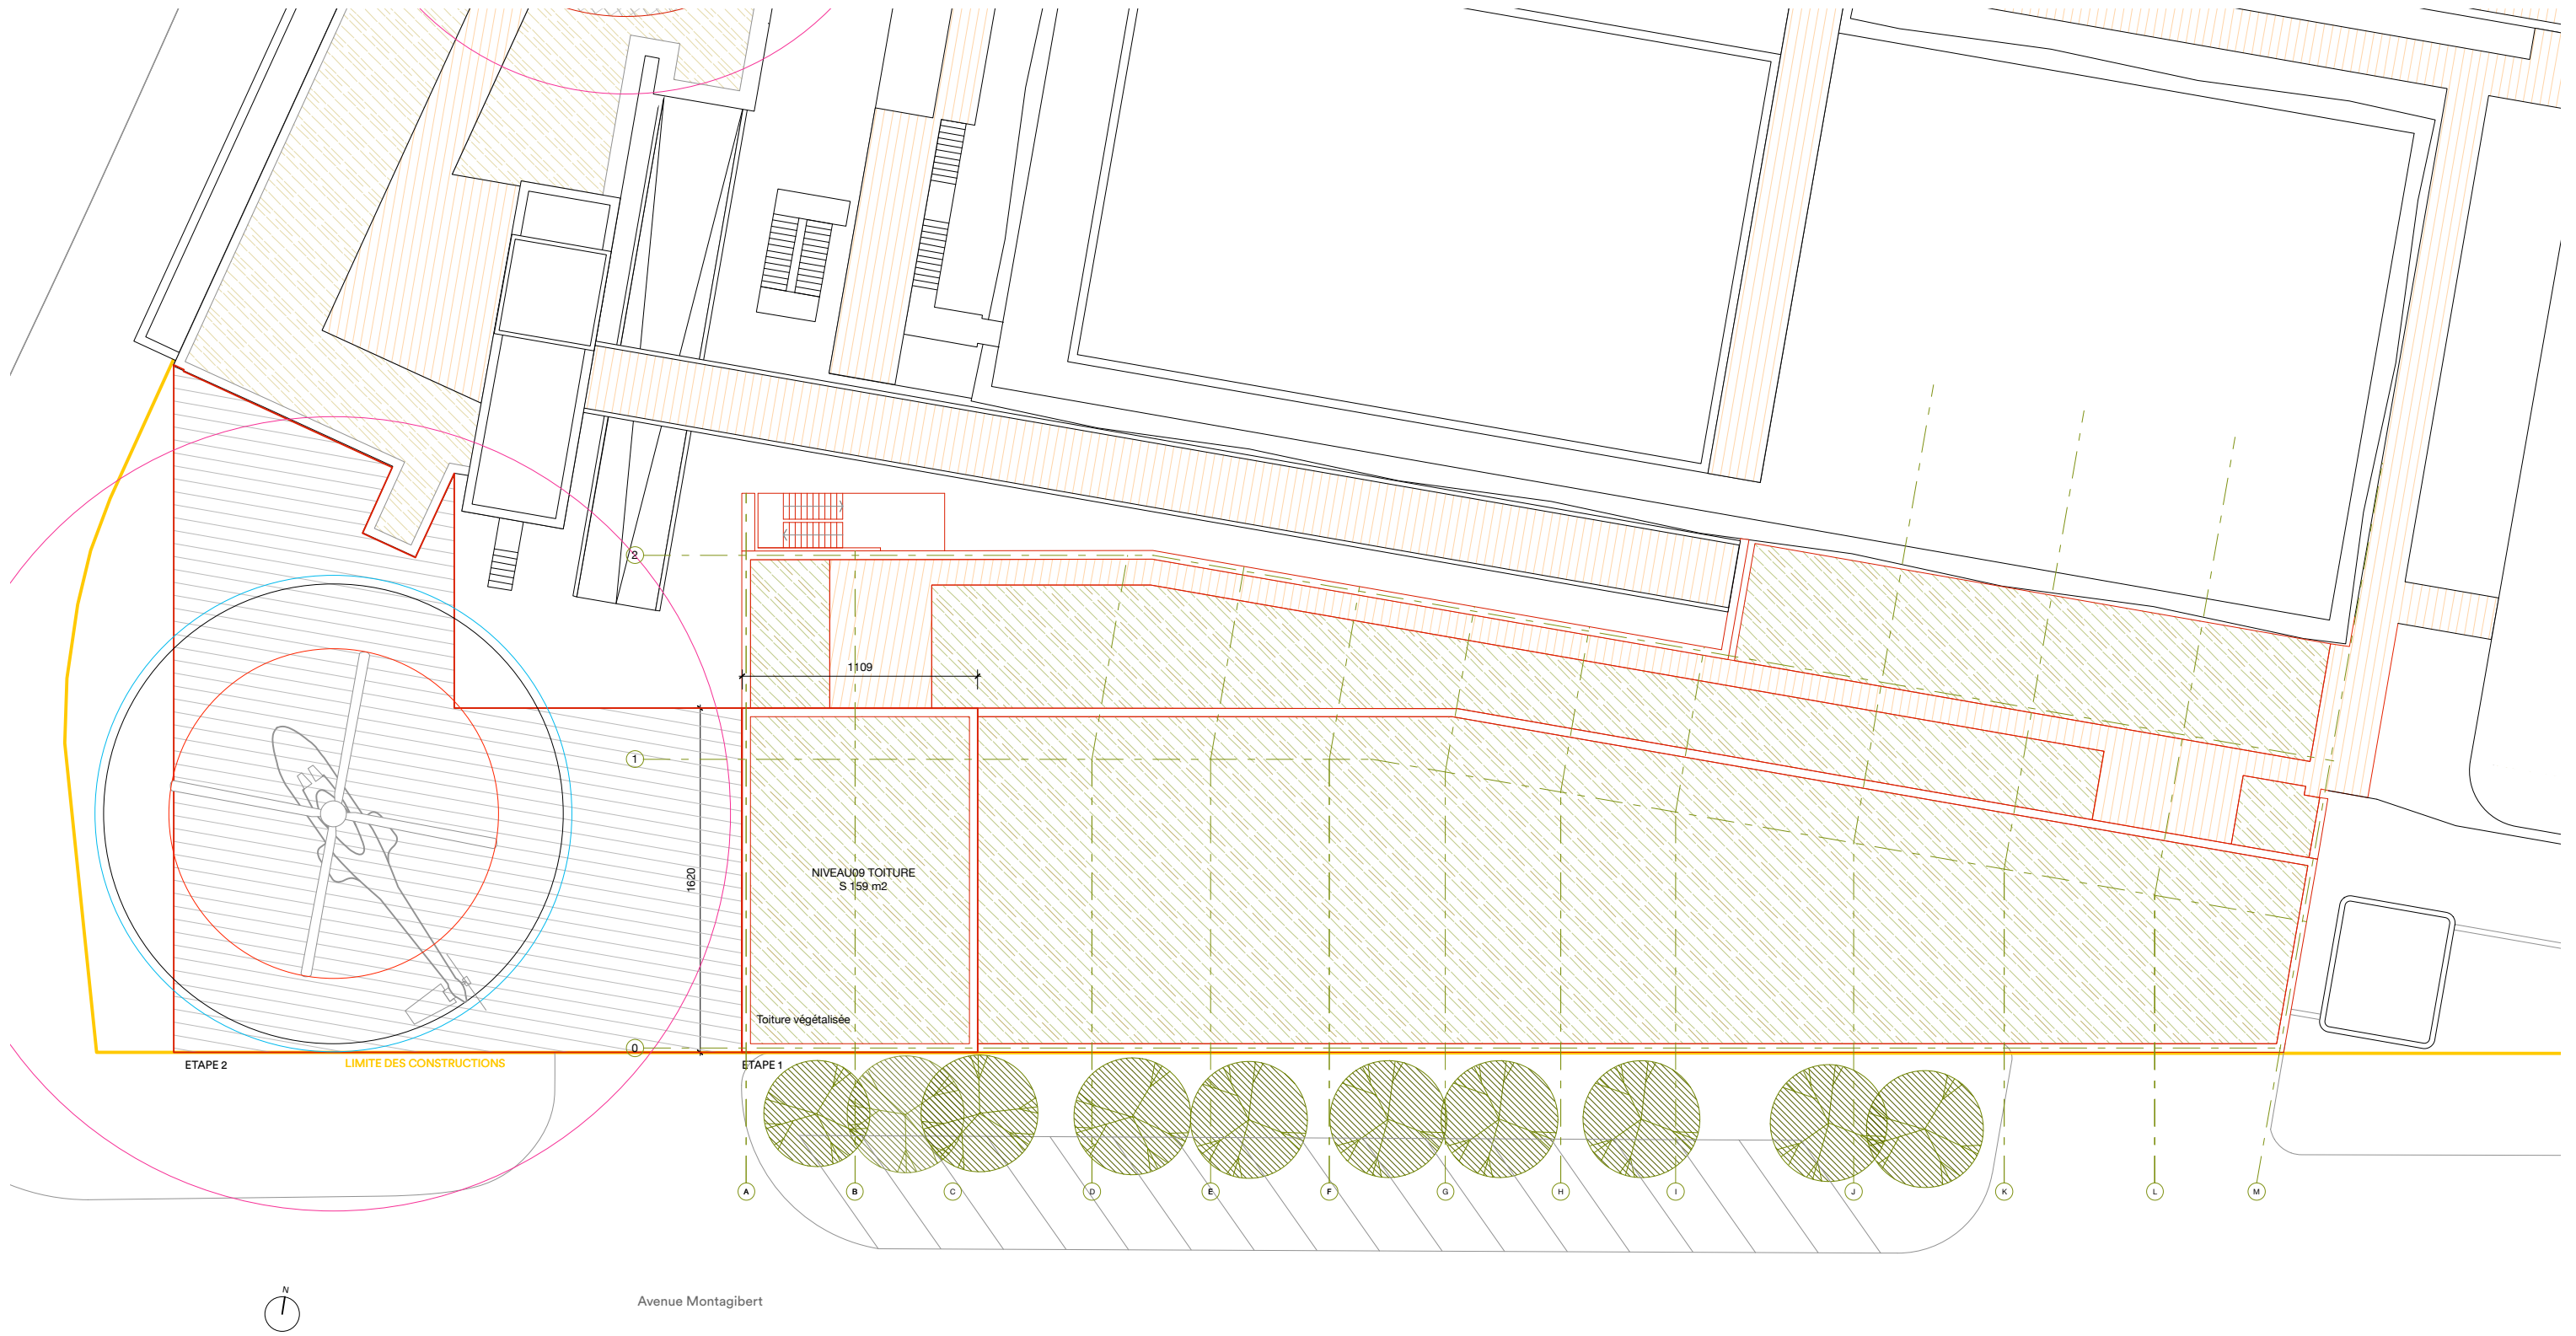 2
1109
1
1620
NIVEAU09 TOITURE
S 159 m2
Toiture végétalisée
0
ETAPE 2
LIMITE DES CONSTRUCTIONS
ETAPE 1
A
B
C
D
E
F
G
H
I
J
K
L
M
N
Avenue Montagibert